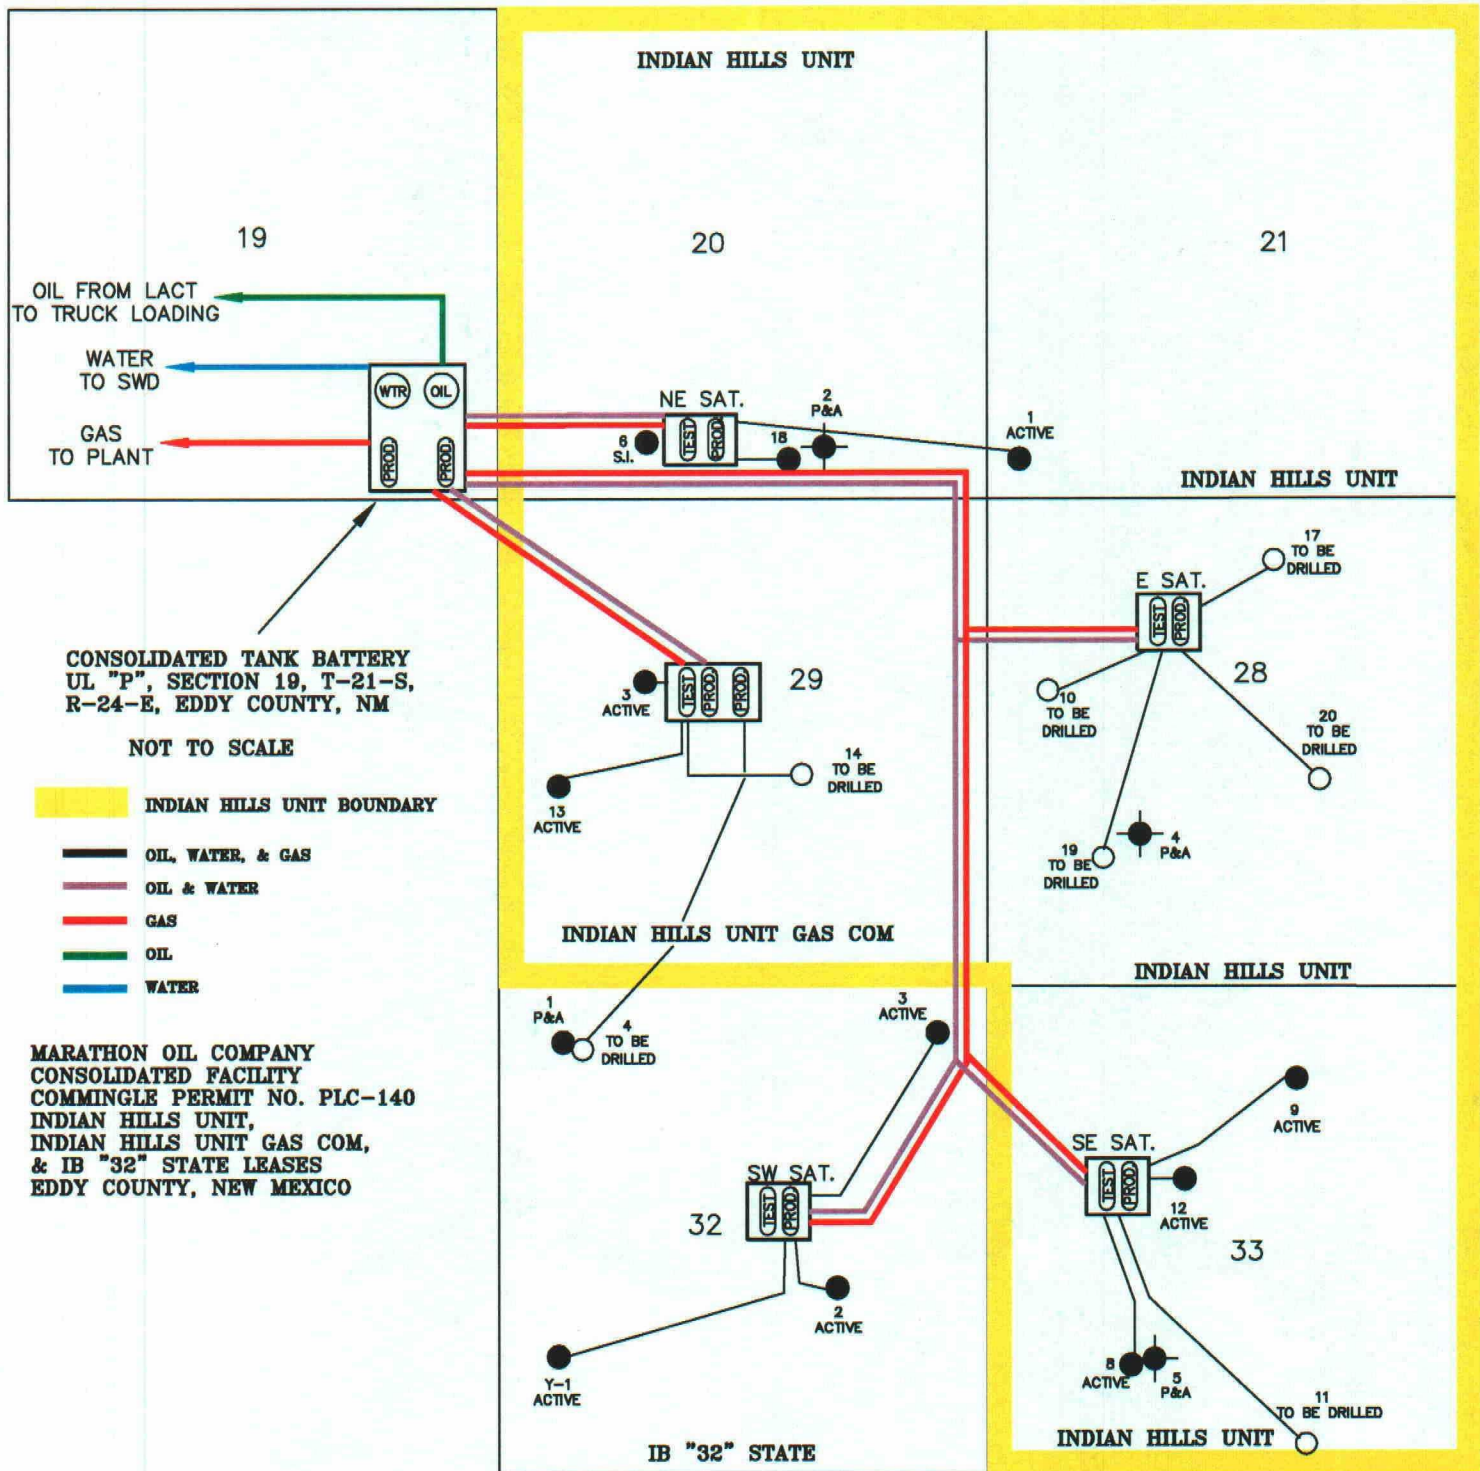 INDIAN HILLS UNIT
19
20
21
OIL FROM LACT
TO TRUCK LOADING
WATER
TO SWD
GAS
TO PLANT
WTR
OIL
PROD
PROD
NE SAT.
TEST
PROD.
6
S.I.
18
2
P&A
1
ACTIVE
INDIAN HILLS UNIT
CONSOLIDATED TANK BATTERY
UL "P", SECTION 19, T-21-S,
R-24-E, EDDY COUNTY, NM
NOT TO SCALE
INDIAN HILLS UNIT BOUNDARY
OIL, WATER, & GAS
OIL & WATER
GAS
OIL
WATER
MARATHON OIL COMPANY
CONSOLIDATED FACILITY
COMMINGLE PERMIT NO. PLC-140
INDIAN HILLS UNIT,
INDIAN HILLS UNIT GAS COM,
& IB "32" STATE LEASES
EDDY COUNTY, NEW MEXICO
29
TEST
PROD
PROD
3
ACTIVE
13
ACTIVE
14
TO BE
DRILLED
INDIAN HILLS UNIT GAS COM
E SAT.
TEST
PROD.
28
17
TO BE
DRILLED
10
TO BE
DRILLED
20
TO BE
DRILLED
19
TO BE
DRILLED
4
P&A
INDIAN HILLS UNIT
1
P&A
4
TO BE
DRILLED
3
ACTIVE
SW SAT.
TEST
PROD
32
2
ACTIVE
Y-1
ACTIVE
IB "32" STATE
SE SAT.
TEST
PROD
9
ACTIVE
12
ACTIVE
33
8
ACTIVE
5
P&A
11
TO BE DRILLED
INDIAN HILLS UNIT